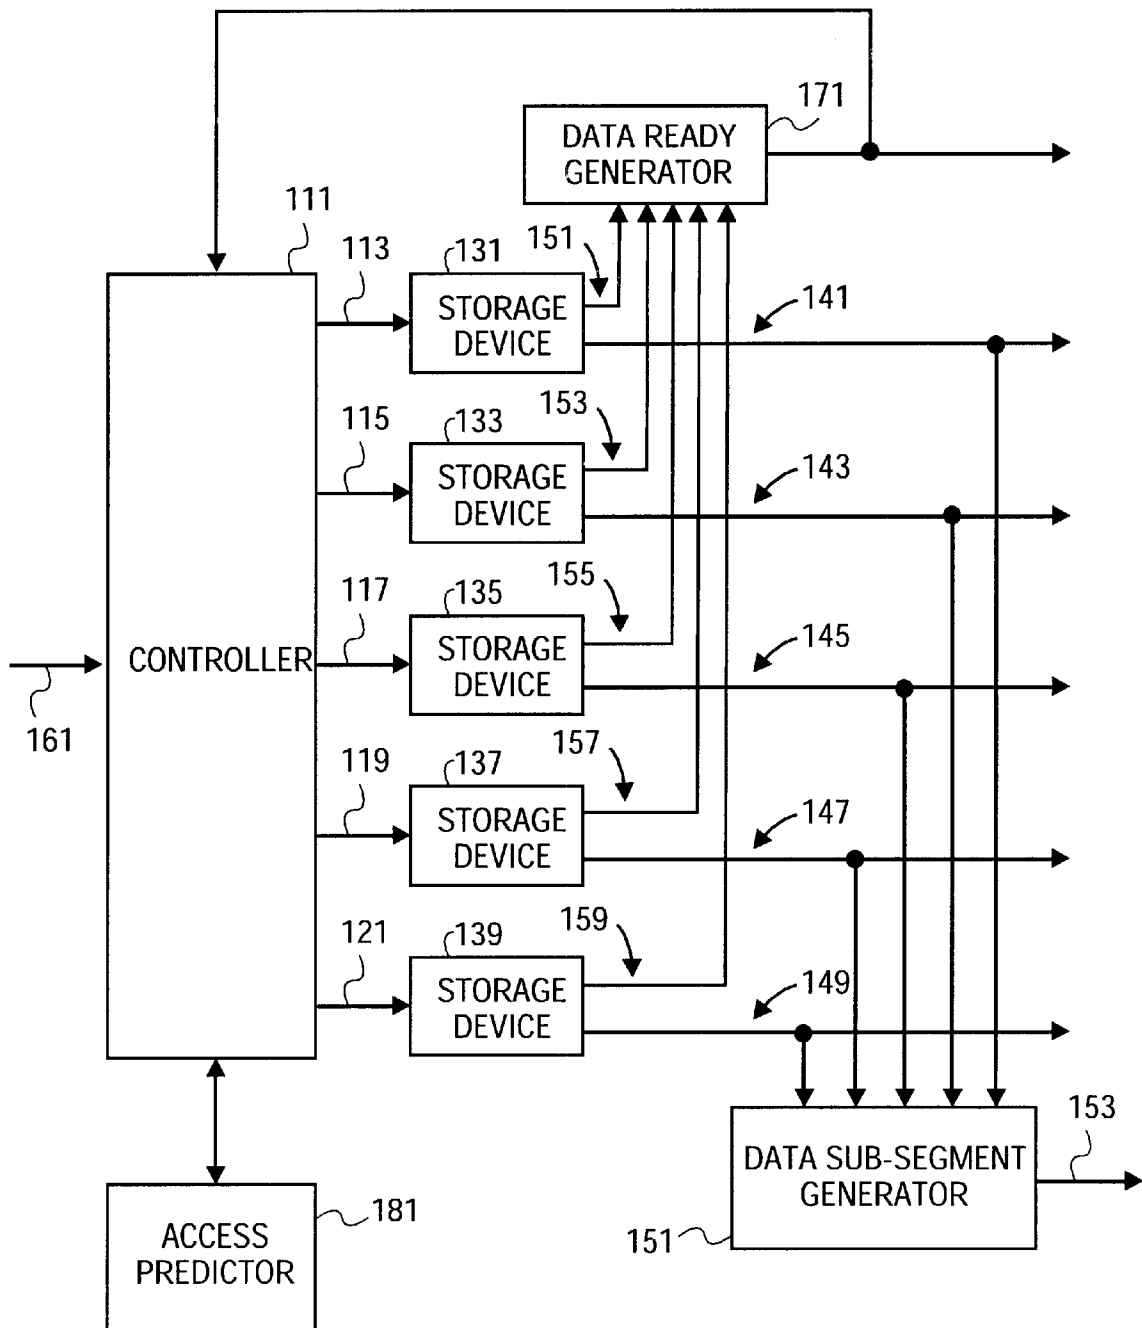 171
DATA READY
GENERATOR
111
113
131
151
STORAGE
DEVICE
141
115
133
153
STORAGE
DEVICE
143
117
135
155
STORAGE
DEVICE
145
CONTROLLER
161
119
137
157
STORAGE
DEVICE
147
121
139
159
STORAGE
DEVICE
149
DATA SUB-SEGMENT
GENERATOR
153
151
ACCESS
PREDICTOR
181